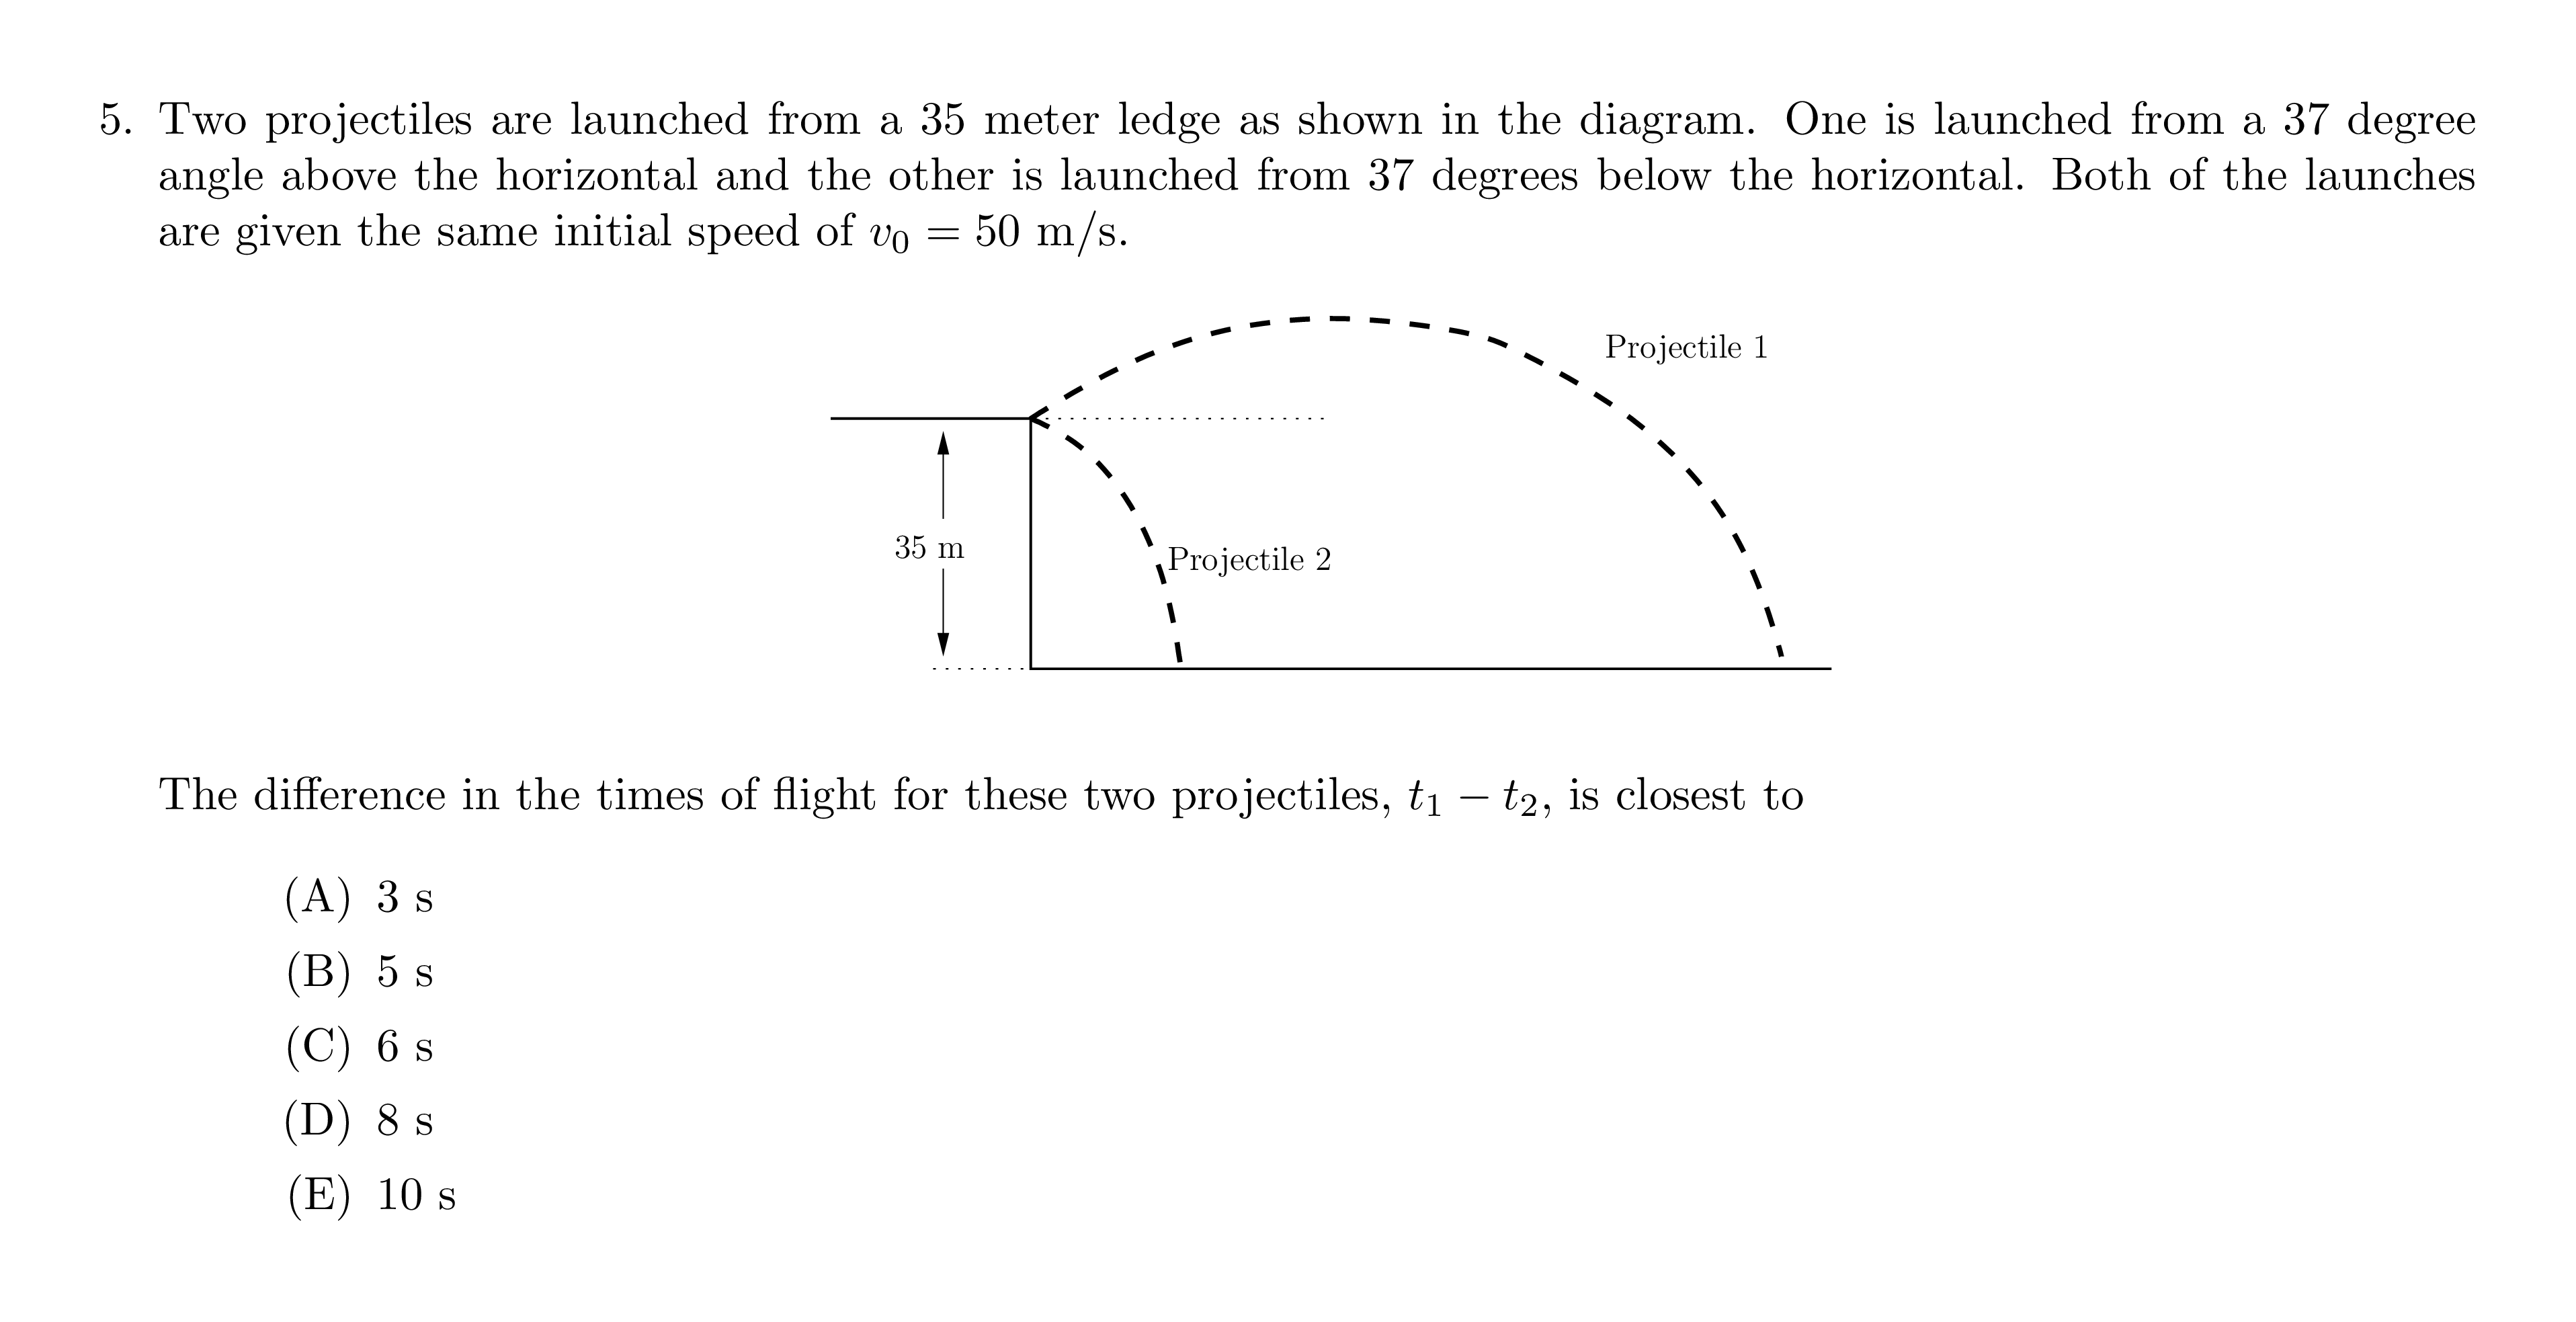 5. Two projectiles are launched from a 35 meter ledge as shown in the diagram. One is launched from a 37 degree
angle above the horizontal and the other is launched from 37 degrees below the horizontal. Both of the launches
are given the same initial speed of v₀ = 50 m/s.
Projectile 1
35 m
Projectile 2
The difference in the times of flight for these two projectiles, t₁ − t₂, is closest to
(A) 3 s
(B) 5 s
(C) 6 s
(D) 8 s
(E) 10 s